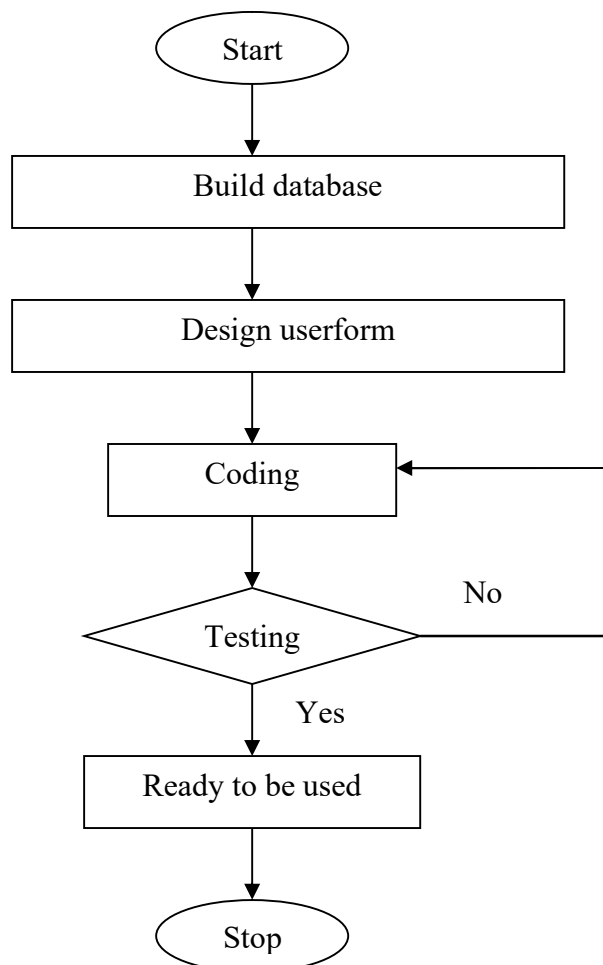 Start
Build database
Design userform
Coding
No
Testing
Yes
Ready to be used
Stop